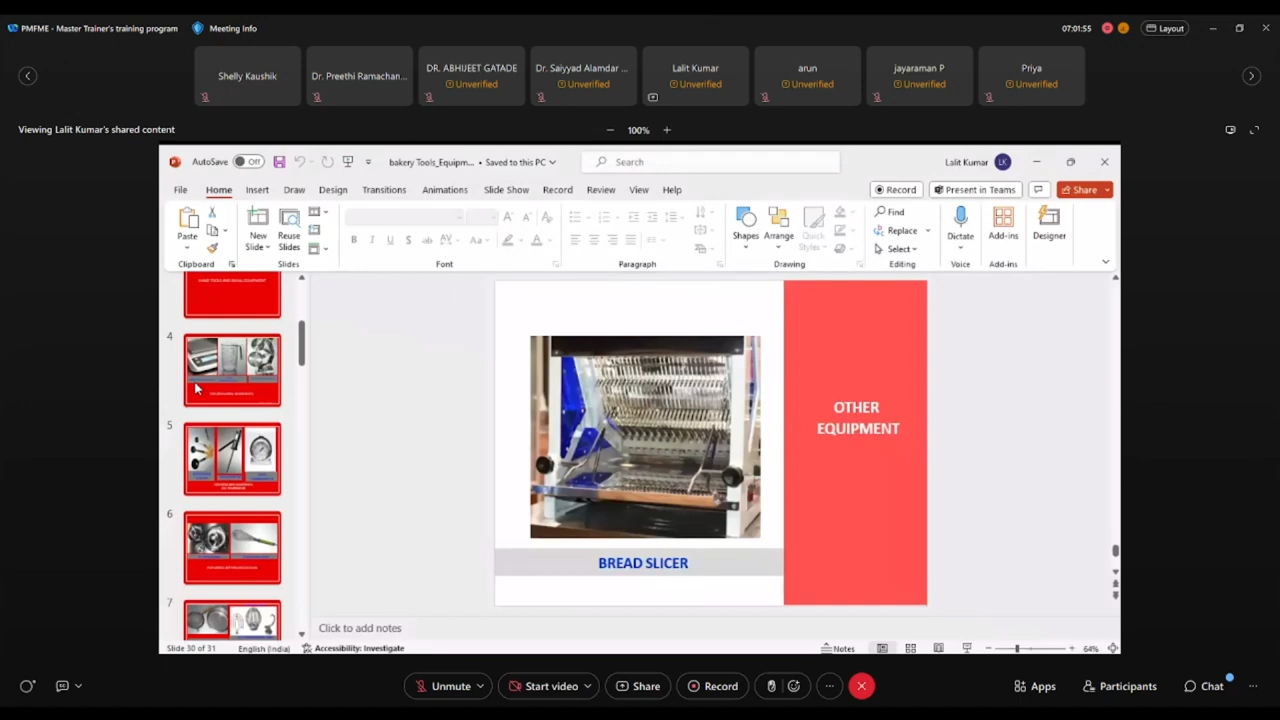 PMFME - Master Trainer's training program
Meeting Info
07:01:55
Layout
Shelly Kaushik
Dr. Preethi Ramachan...
DR. ABHIJEET GATADE
Unverified
Dr. Saiyyad Alamdar ...
Unverified
Lalit Kumar
Unverified
arun
Unverified
jayaraman P
Unverified
Priya
Unverified
Viewing Lalit Kumar's shared content
100%
AutoSave Off
bakery Tools_Equipm... • Saved to this PC
Search
Lalit Kumar LK
File Home Insert Draw Design Transitions Animations Slide Show Record Review View Help
Record
Present in Teams
Share
Paste
New Slide
Reuse Slides
Shapes
Arrange
Quick Styles
Find
Replace
Select
Dictate
Add-ins
Designer
Clipboard
Slides
Font
Paragraph
Drawing
Editing
Voice
Add-ins
4
5
6
7
OTHER
EQUIPMENT
BREAD SLICER
Click to add notes
Slide 30 of 31
English (India)
Accessibility: Investigate
Notes
64%
Unmute
Start video
Share
Record
Apps
Participants
Chat